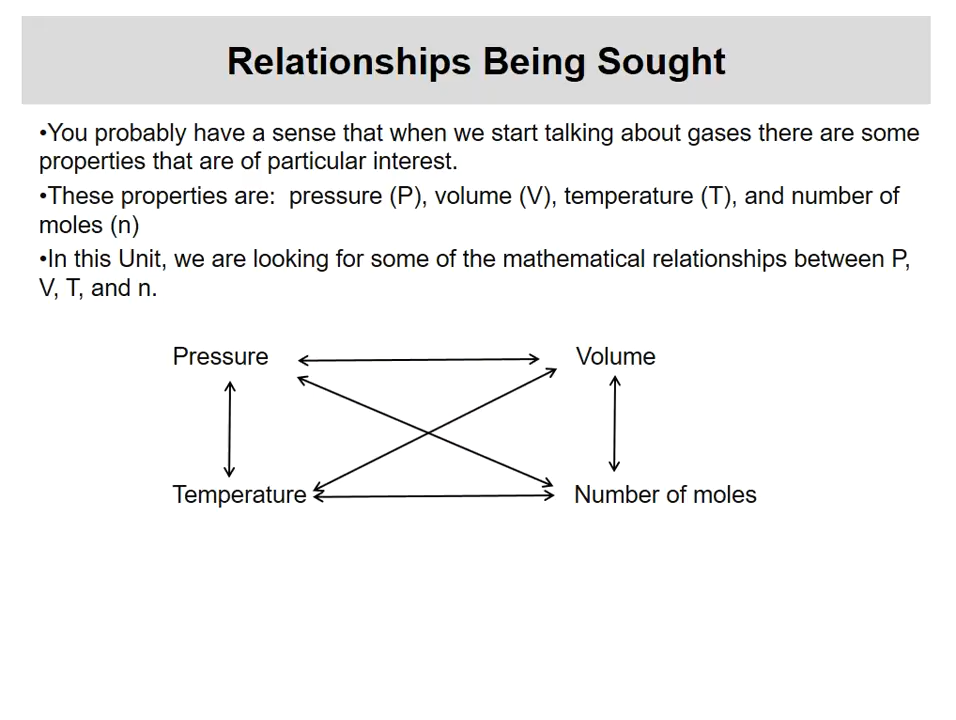 Relationships Being Sought
•You probably have a sense that when we start talking about gases there are some
properties that are of particular interest.
•These properties are:  pressure (P), volume (V), temperature (T), and number of
moles (n)
•In this Unit, we are looking for some of the mathematical relationships between P,
V, T, and n.
Pressure
Volume
Temperature
Number of moles